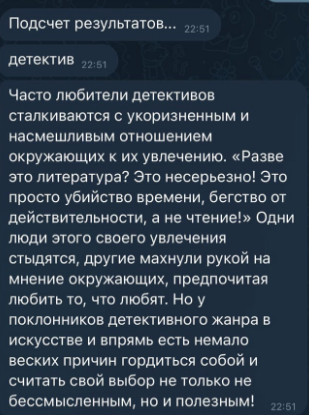 Подсчет результатов... 22:51
детектив 22:51
Часто любители детективов
сталкиваются с укоризненным и
насмешливым отношением
окружающих к их увлечению. «Разве
это литература? Это несерьезно! Это
просто убийство времени, бегство от
действительности, а не чтение!» Одни
люди этого своего увлечения
стыдятся, другие махнули рукой на
мнение окружающих, предпочитая
любить то, что любят. Но у
поклонников детективного жанра в
искусстве и впрямь есть немало
веских причин гордиться собой и
считать свой выбор не только не
бессмысленным, но и полезным! 22:51